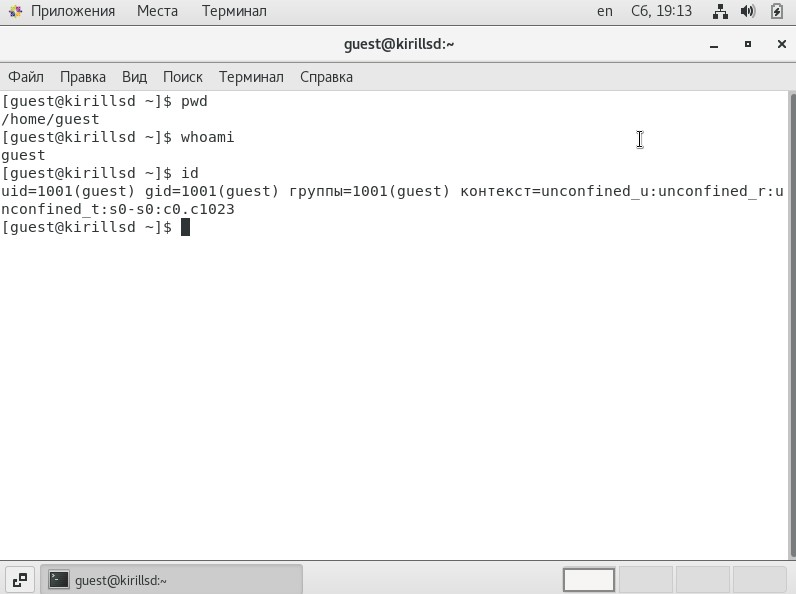 Приложения Места Терминал en Сб, 19:13
guest@kirillsd:~
Файл Правка Вид Поиск Терминал Справка
[guest@kirillsd ~]$ pwd
/home/guest
[guest@kirillsd ~]$ whoami
guest
[guest@kirillsd ~]$ id
uid=1001(guest) gid=1001(guest) группы=1001(guest) контекст=unconfined_u:unconfined_r:u
nconfined_t:s0-s0:c0.c1023
[guest@kirillsd ~]$
guest@kirillsd:~